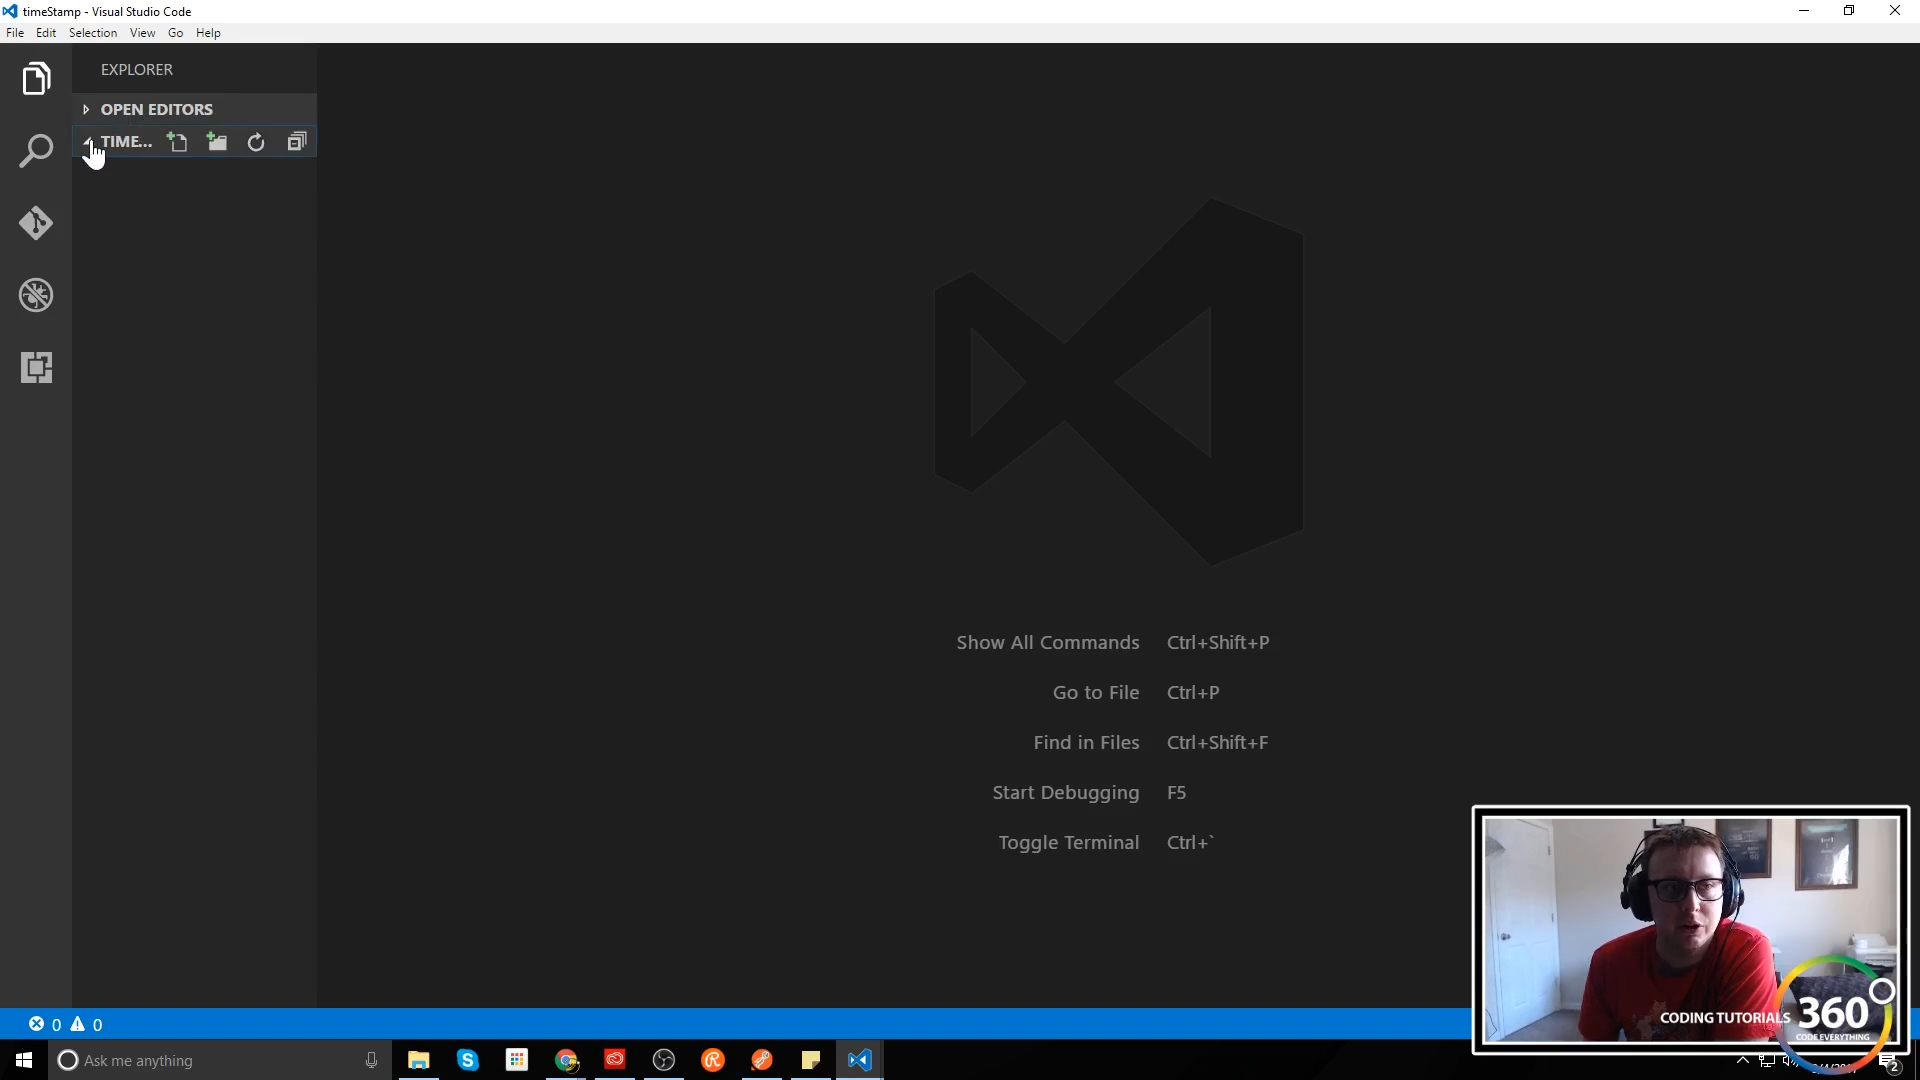 timeStamp - Visual Studio Code
File Edit Selection View Go Help
EXPLORER
OPEN EDITORS
TIME...
Show All Commands Ctrl+Shift+P
Go to File Ctrl+P
Find in Files Ctrl+Shift+F
Start Debugging F5
Toggle Terminal Ctrl+`
CODING TUTORIALS 360
CODE EVERYTHING
0 0
Ask me anything
2